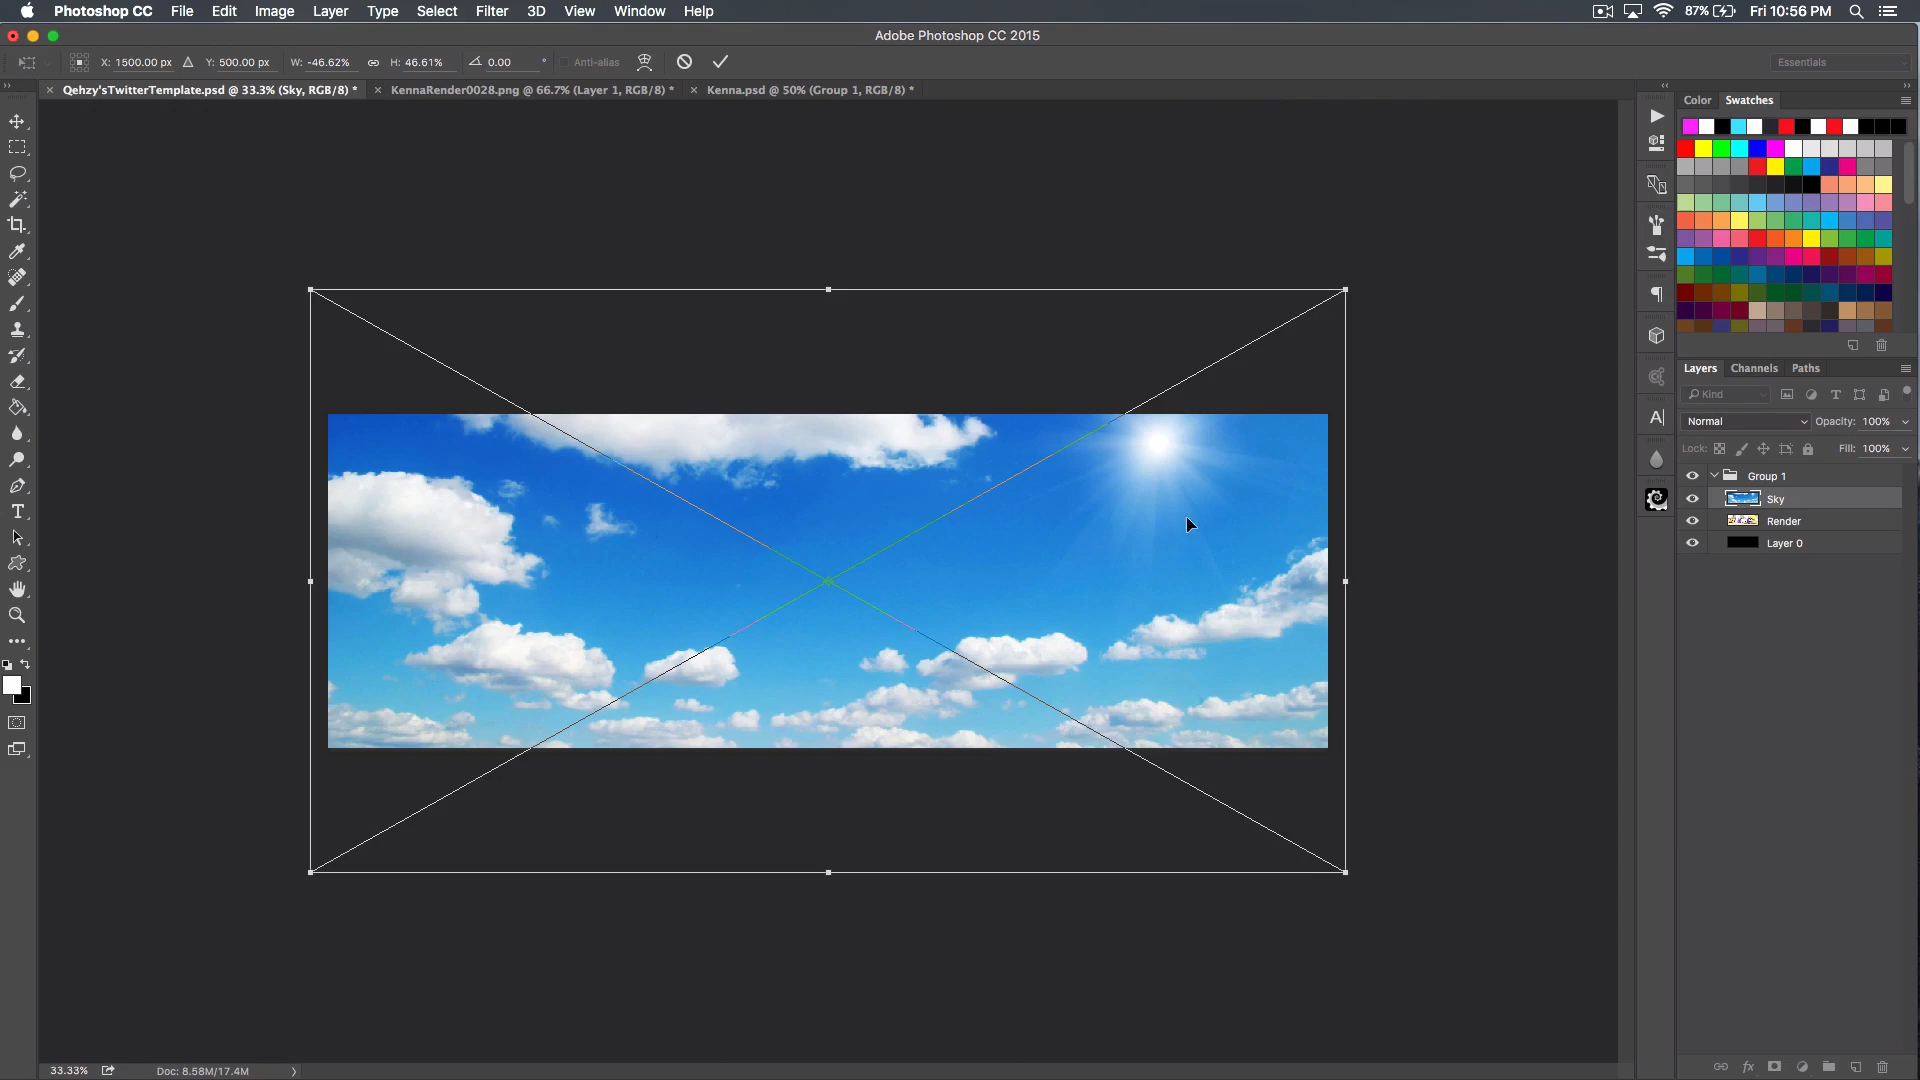 Photoshop CC File Edit Image Layer Type Select Filter 3D View Window Help 87% Fri 10:56 PM
Adobe Photoshop CC 2015
X: 1500.00 px Y: 500.00 px W: -46.62% H: 46.61% 0.00 ° Anti-alias Essentials
Qehzy'sTwitterTemplate.psd @ 33.3% (Sky, RGB/8) * KennaRender0028.png @ 66.7% (Layer 1, RGB/8) * Kenna.psd @ 50% (Group 1, RGB/8) *
Color Swatches
Layers Channels Paths
Kind
Normal Opacity: 100%
Lock: Fill: 100%
Group 1
Sky
Render
Layer 0
33.33% Doc: 8.58M/17.4M